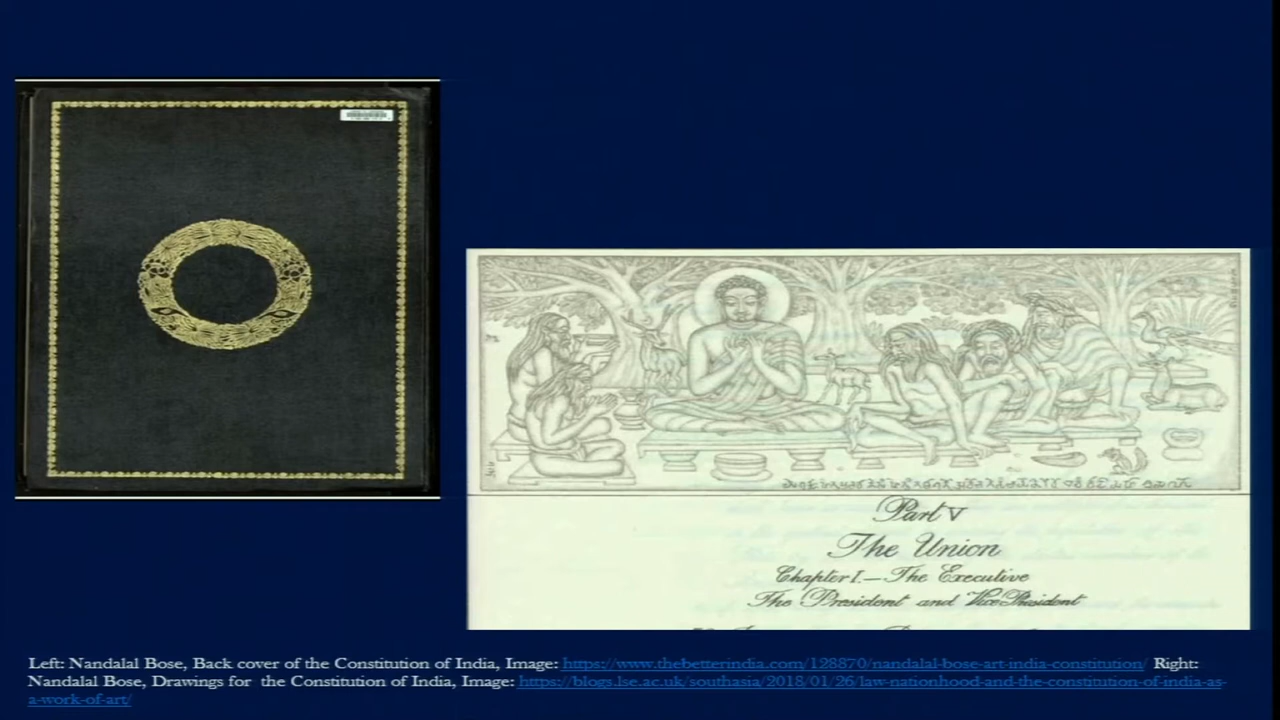 Part V
The Union
Chapter I.—The Executive
The President and Vice-President
Left: Nandalal Bose, Back cover of the Constitution of India, Image: https://www.thebetterindia.com/128870/nandalal-bose-art-india-constitution/ Right:
Nandalal Bose, Drawings for the Constitution of India, Image: https://blogs.lse.ac.uk/southasia/2018/01/26/law-nationhood-and-the-constitution-of-india-as-
a-work-of-art/